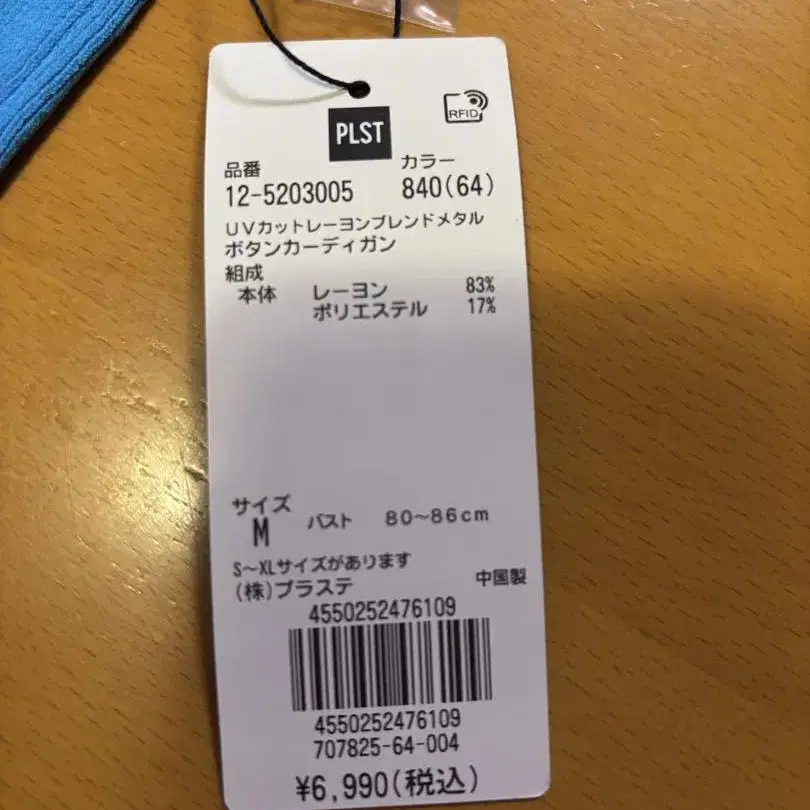 PLST
RFID
品番 カラー
12-5203005 840(64)
UVカットレーヨンブレンドメタル
ボタンカーディガン
組成
本体 レーヨン 83%
ポリエステル 17%
サイズ
M バスト 80~86cm
S~XLサイズがあります
(株)プラステ 中国製
4550252476109
4550252476109
707825-64-004
¥6,990(税込)